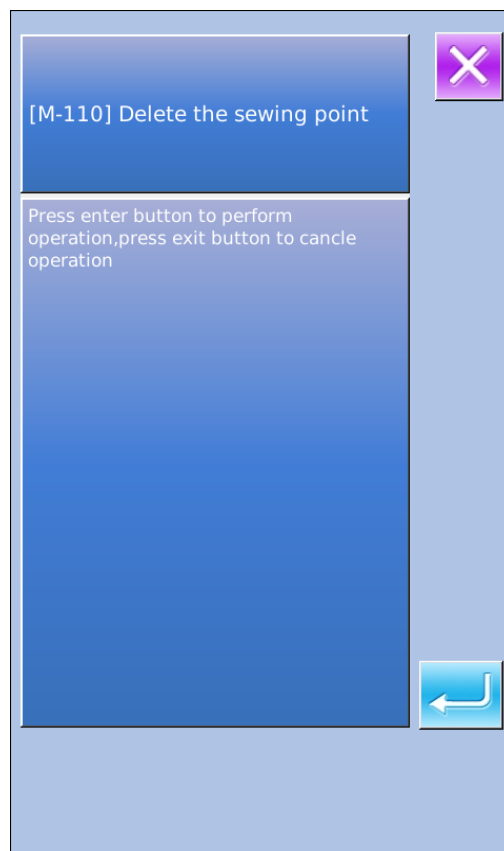 [M-110] Delete the sewing point
Press enter button to perform
operation,press exit button to cancle
operation